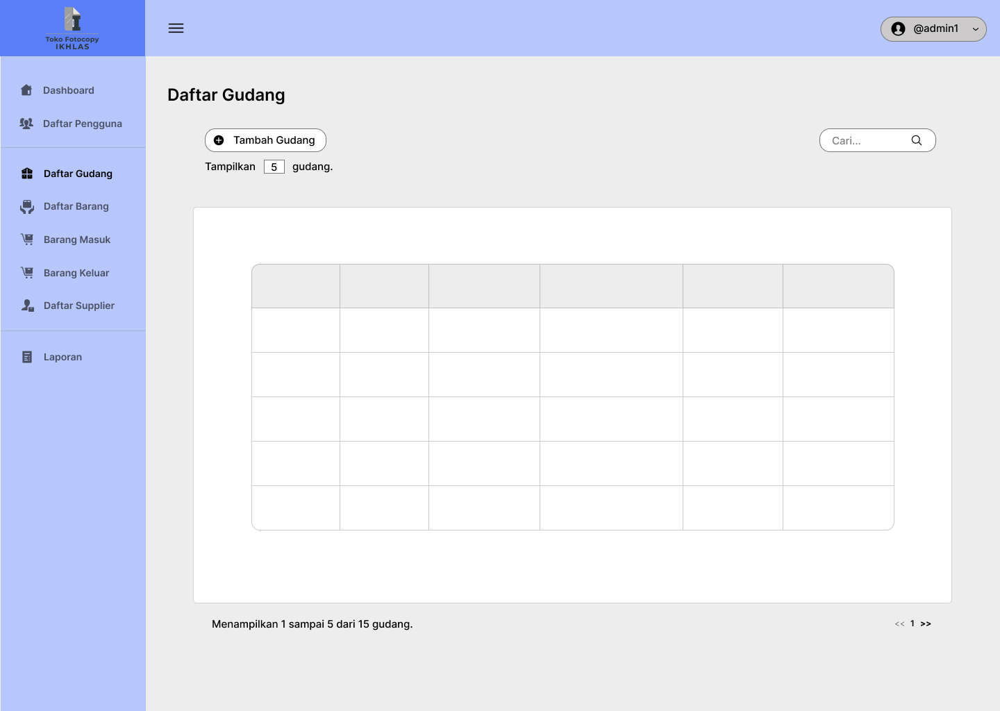 Toko Fotocopy
IKHLAS
@admin1
Dashboard
Daftar Pengguna
Daftar Gudang
Daftar Barang
Barang Masuk
Barang Keluar
Daftar Supplier
Laporan
Daftar Gudang
Tambah Gudang
Cari...
Tampilkan 5 gudang.
Menampilkan 1 sampai 5 dari 15 gudang.
<< 1 >>